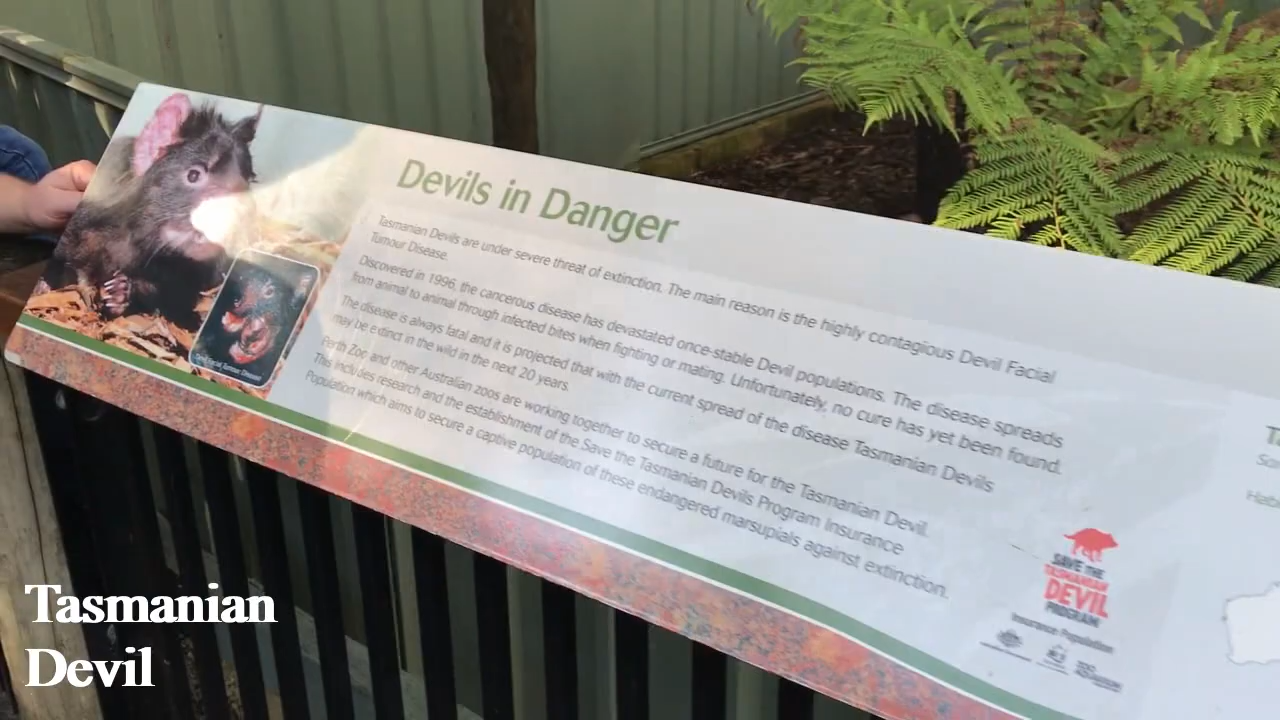 Devils in Danger
Tasmanian Devils are under severe threat of extinction. The main reason is the highly contagious Devil Facial
Tumour Disease.
Discovered in 1996, the cancerous disease has devastated once-stable Devil populations. The disease spreads
from animal to animal through infected bites when fighting or mating. Unfortunately, no cure has yet been found.
The disease is always fatal and it is projected that with the current spread of the disease Tasmanian Devils
may be extinct in the wild in the next 20 years.
Perth Zoo and other Australian zoos are working together to secure a future for the Tasmanian Devil.
This includes research and the establishment of the Save the Tasmanian Devils Program Insurance
Population which aims to secure a captive population of these endangered marsupials against extinction.
Devil Facial Tumour Disease
SAVE THE
TASMANIAN
DEVIL
PROGRAM
Insurance Population
Tasmanian
Devil